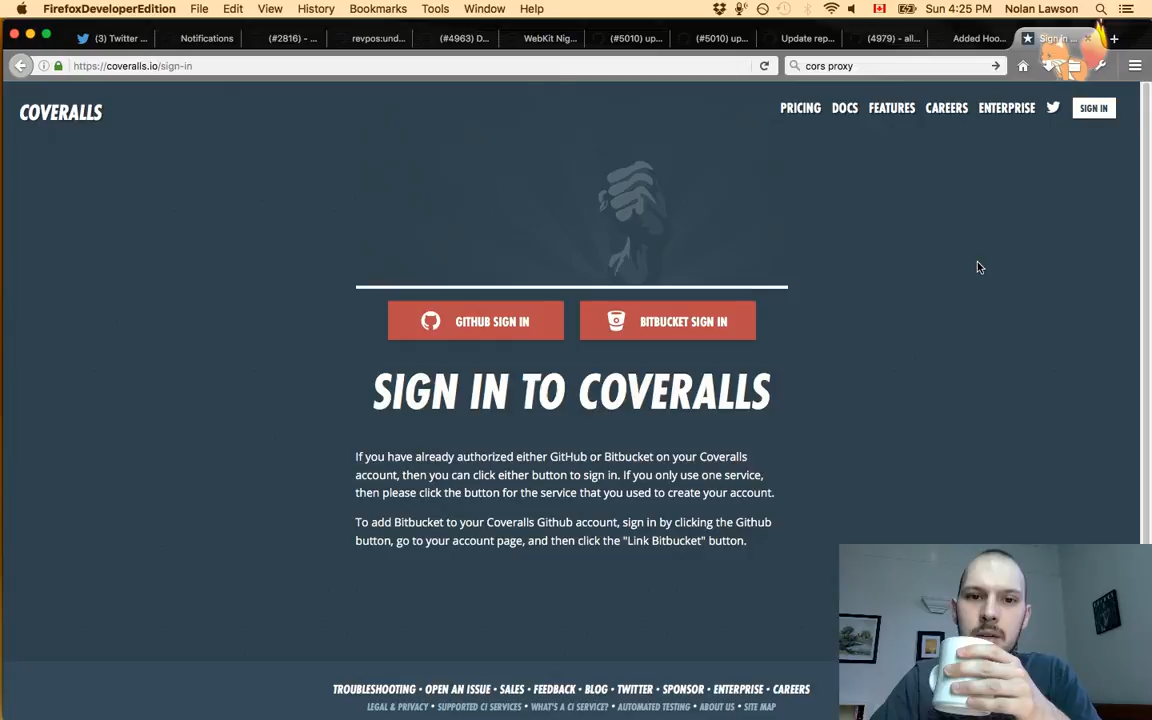 FirefoxDeveloperEdition File Edit View History Bookmarks Tools Window Help Sun 4:25 PM Nolan Lawson
(3) Twitter ... Notifications (#2816) - ... revpos:und... (#4963) D... WebKit Nig... (#5010) up... (#5010) up... Update rep... (4979) - all... Added Hoo... Sign in
https://coveralls.io/sign-in cors proxy
COVERALLS PRICING DOCS FEATURES CAREERS ENTERPRISE SIGN IN
GITHUB SIGN IN BITBUCKET SIGN IN
SIGN IN TO COVERALLS
If you have already authorized either GitHub or Bitbucket on your Coveralls
account, then you can click either button to sign in. If you only use one service,
then please click the button for the service that you used to create your account.
To add Bitbucket to your Coveralls Github account, sign in by clicking the Github
button, go to your account page, and then click the "Link Bitbucket" button.
TROUBLESHOOTING • OPEN AN ISSUE • SALES • FEEDBACK • BLOG • TWITTER • SPONSOR • ENTERPRISE • CAREERS
LEGAL & PRIVACY • SUPPORTED CI SERVICES • WHAT'S A CI SERVICE? • AUTOMATED TESTING • ABOUT US • SITE MAP